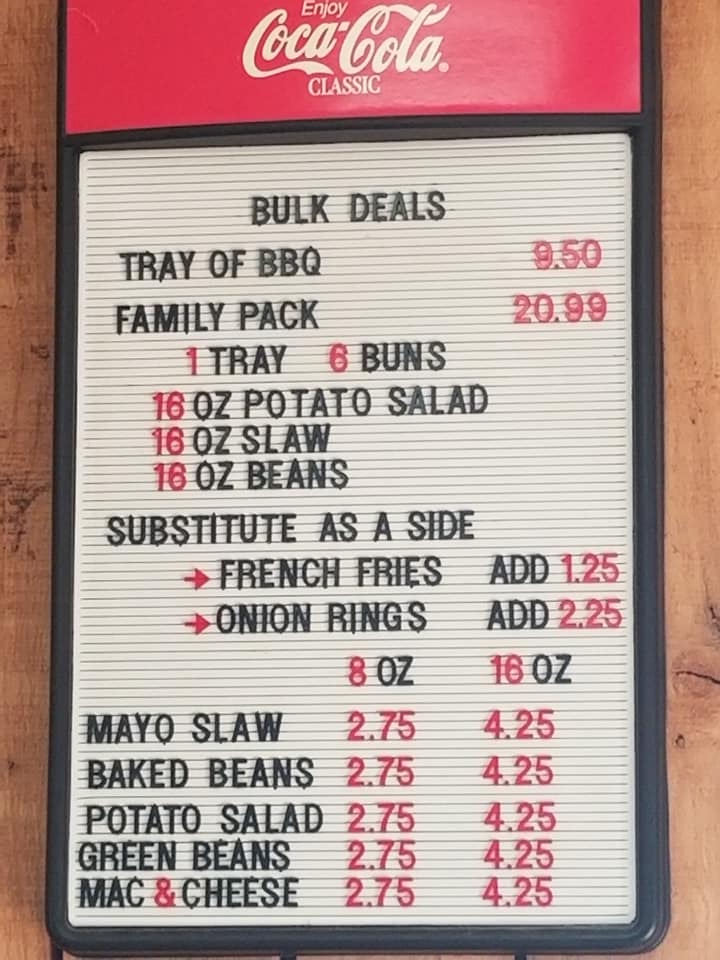 Enjoy
Coca-Cola®
CLASSIC
BULK DEALS
TRAY OF BBQ 9.50
FAMILY PACK 20.99
1 TRAY 6 BUNS
16 OZ POTATO SALAD
16 OZ SLAW
16 OZ BEANS
SUBSTITUTE AS A SIDE
→ FRENCH FRIES ADD 1.25
→ ONION RINGS ADD 2.25
8 OZ 16 OZ
MAYO SLAW 2.75 4.25
BAKED BEANS 2.75 4.25
POTATO SALAD 2.75 4.25
GREEN BEANS 2.75 4.25
MAC & CHEESE 2.75 4.25